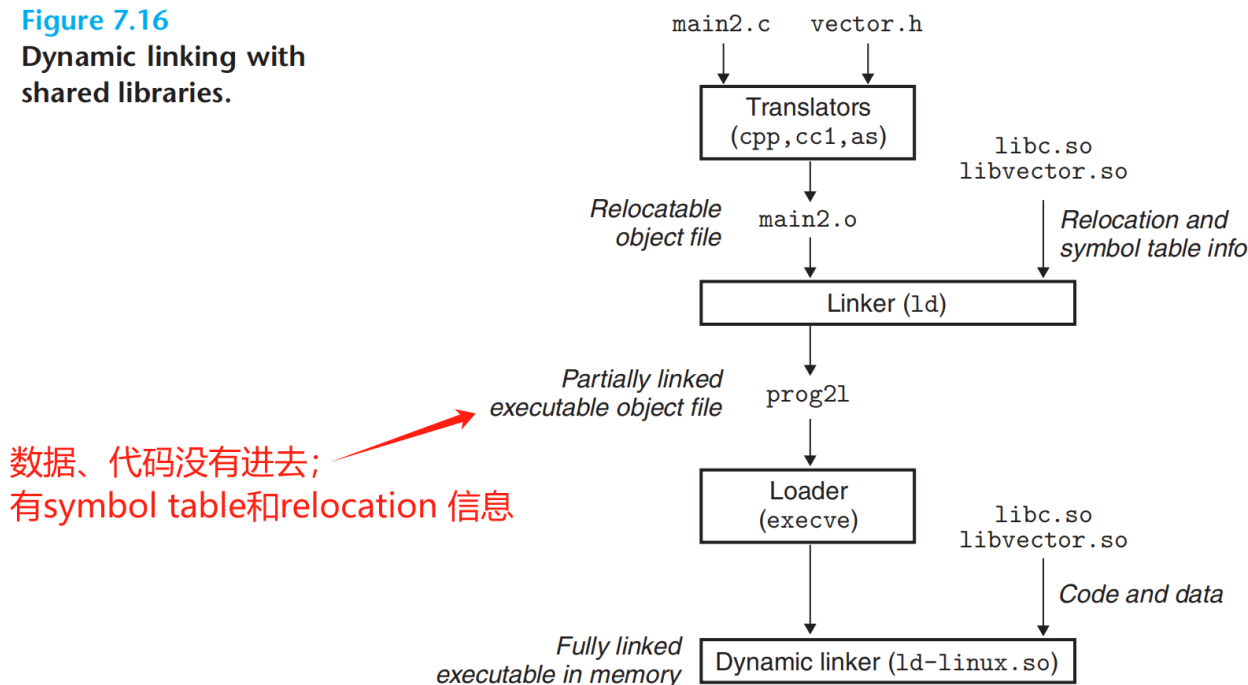 Figure 7.16
Dynamic linking with
shared libraries.
main2.c vector.h
Translators
(cpp,cc1,as)
libc.so
libvector.so
Relocatable
object file
main2.o
Relocation and
symbol table info
Linker (ld)
Partially linked
executable object file
prog2l
数据、代码没有进去；
有symbol table和relocation 信息
Loader
(execve)
libc.so
libvector.so
Code and data
Fully linked
executable in memory
Dynamic linker (ld-linux.so)